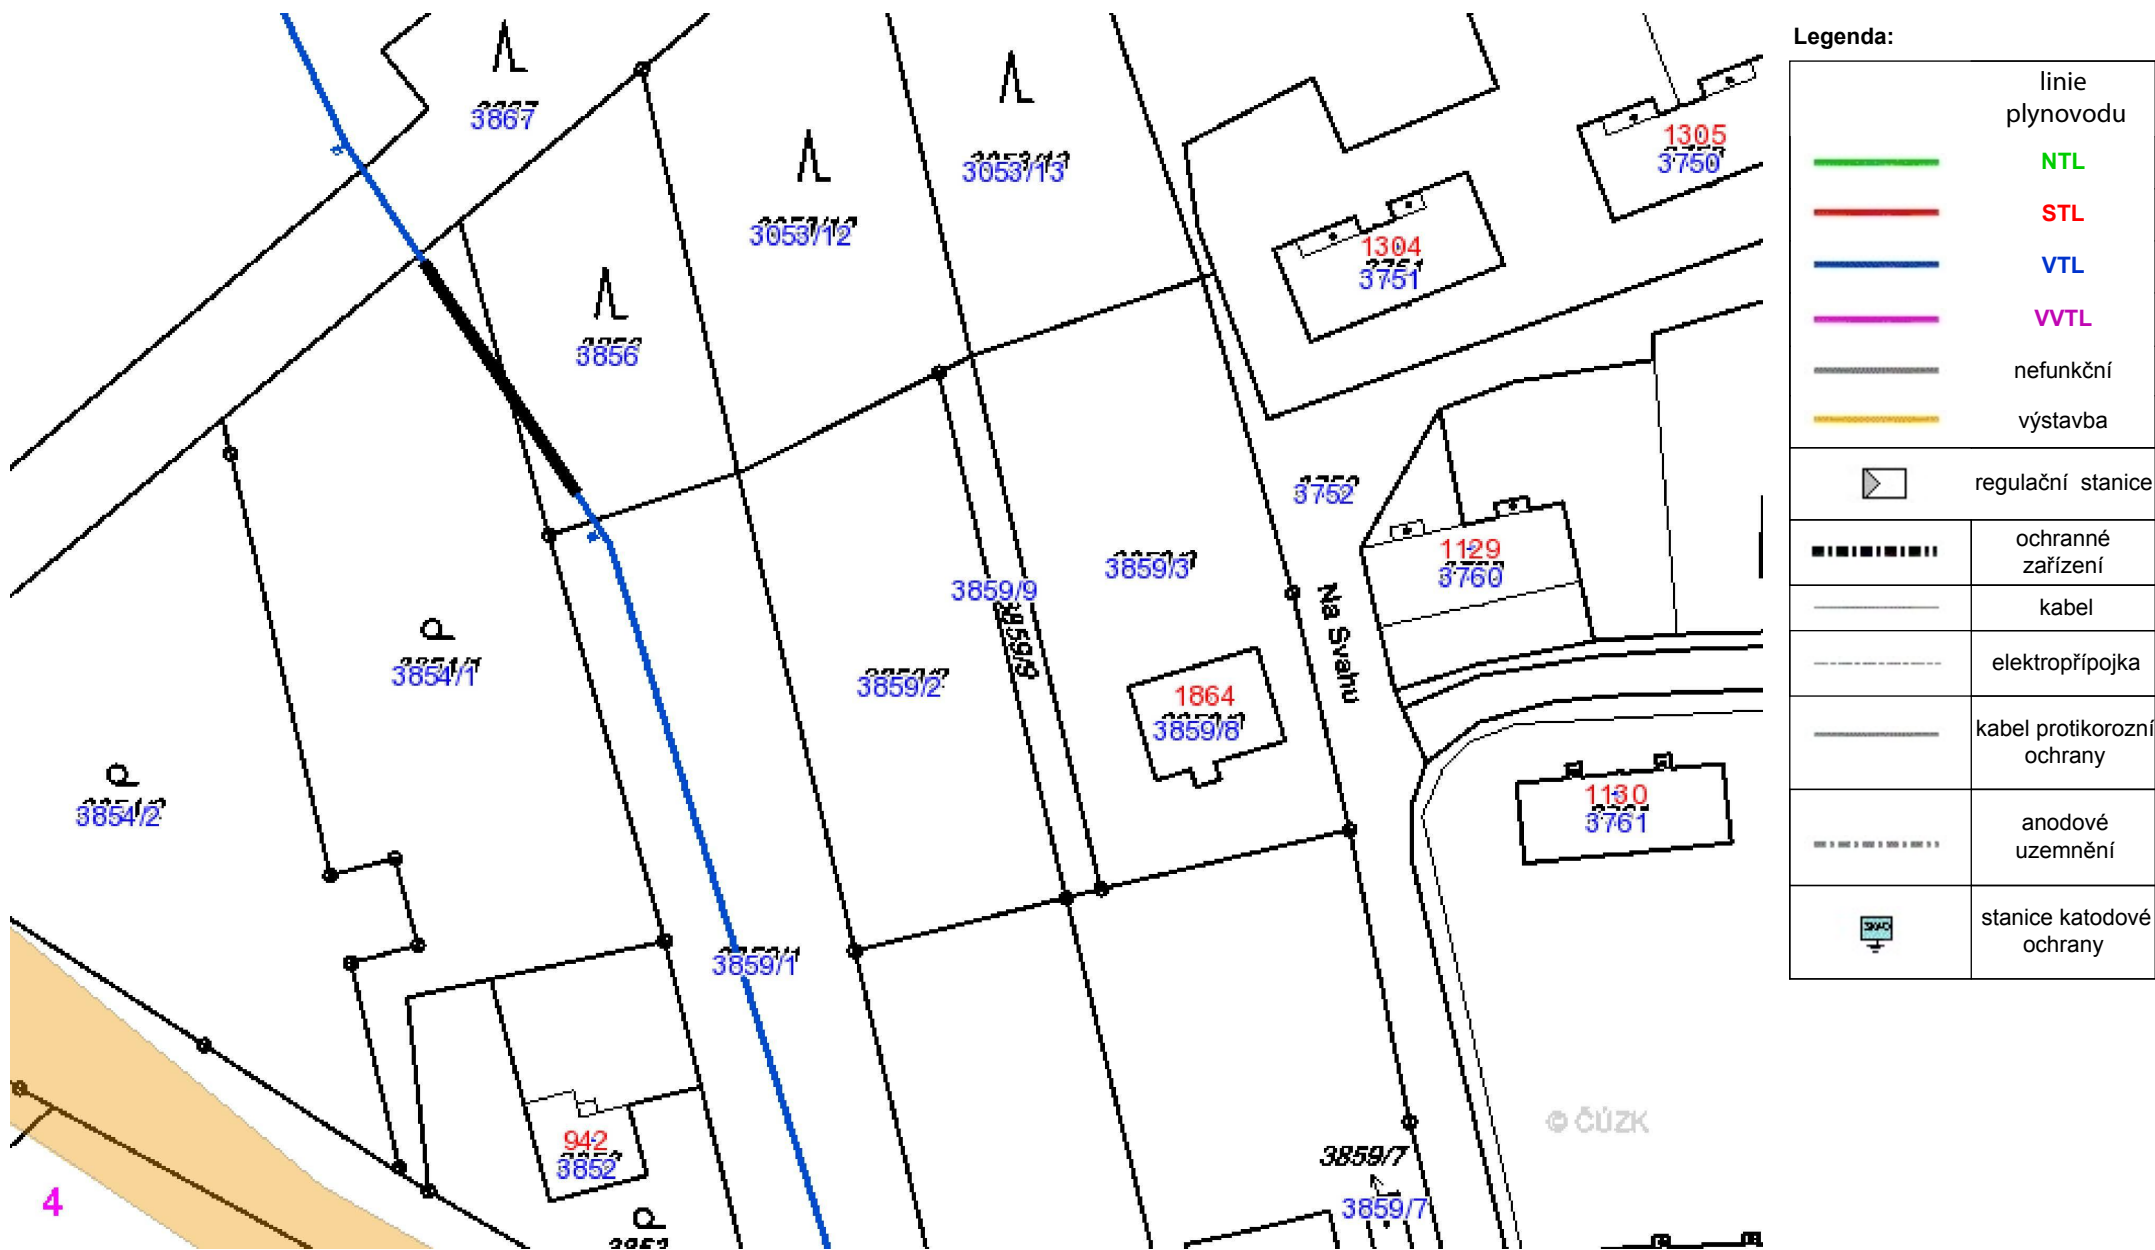 Legenda:
linie
plynovodu
NTL
STL
VTL
VVTL
nefunkční
výstavba
regulační stanice
ochranné
zařízení
kabel
elektropřípojka
kabel protikorozní
ochrany
anodové
uzemnění
stanice katodové
ochrany
3867
3053/12
3053/13
1305
3750
1304
3751
3856
3752
1129
3760
3859/3
3859/9
3859/9
Na Svahu
3854/1
3859/2
1864
3859/8
3854/2
1130
3761
3859/1
942
3852
© ČÚZK
3859/7
3859/7
4